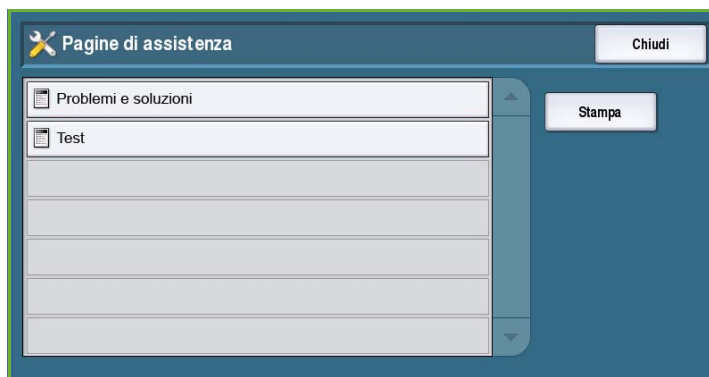 Pagine di assistenza
Chiudi
Problemi e soluzioni
Stampa
Test